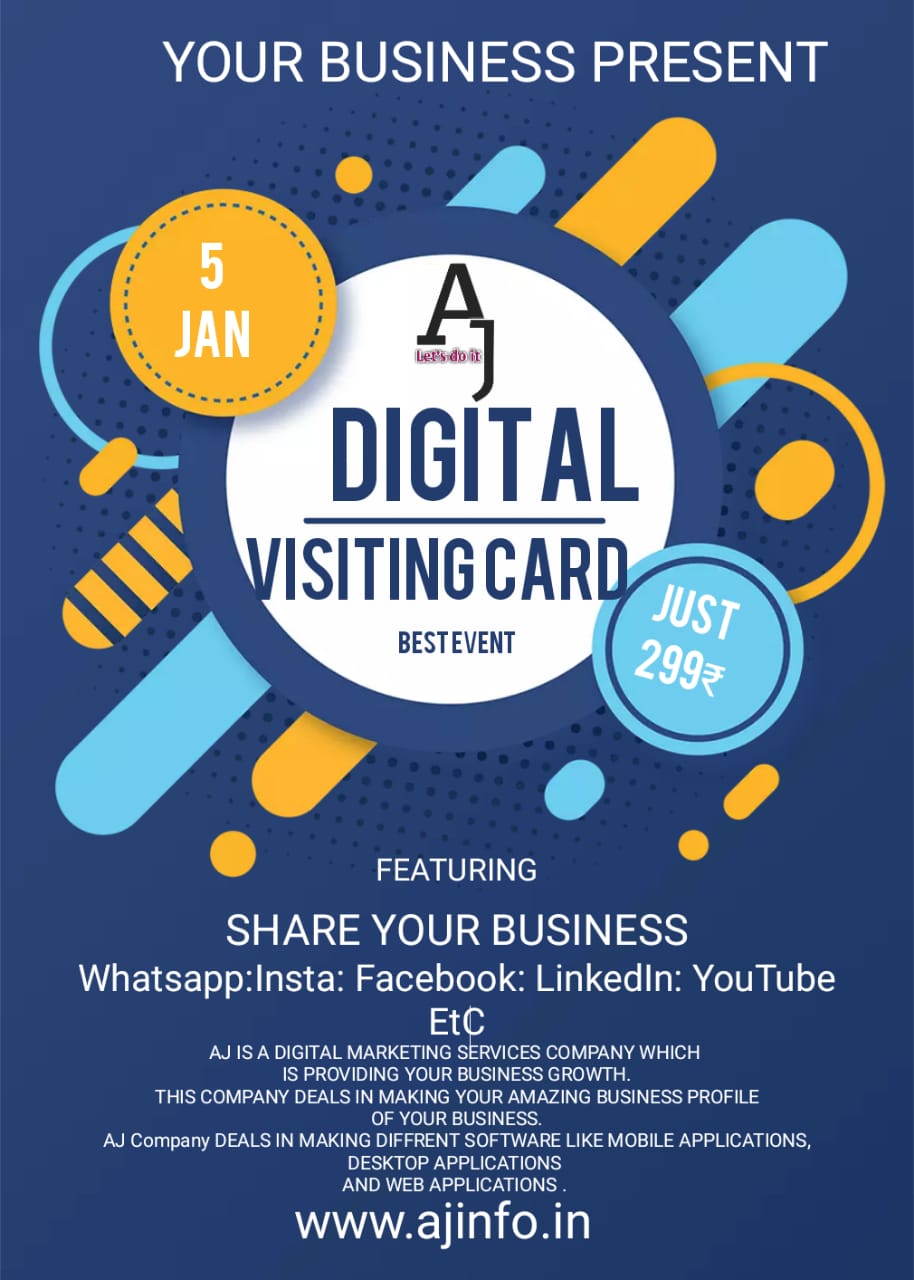 YOUR BUSINESS PRESENT
5
JAN
AJ
Let's do it
DIGITAL
VISITING CARD
BEST EVENT
JUST
299₹
FEATURING
SHARE YOUR BUSINESS
Whatsapp:Insta: Facebook: LinkedIn: YouTube
EtC
AJ IS A DIGITAL MARKETING SERVICES COMPANY WHICH
IS PROVIDING YOUR BUSINESS GROWTH.
THIS COMPANY DEALS IN MAKING YOUR AMAZING BUSINESS PROFILE
OF YOUR BUSINESS.
AJ Company DEALS IN MAKING DIFFRENT SOFTWARE LIKE MOBILE APPLICATIONS,
DESKTOP APPLICATIONS
AND WEB APPLICATIONS .
www.ajinfo.in